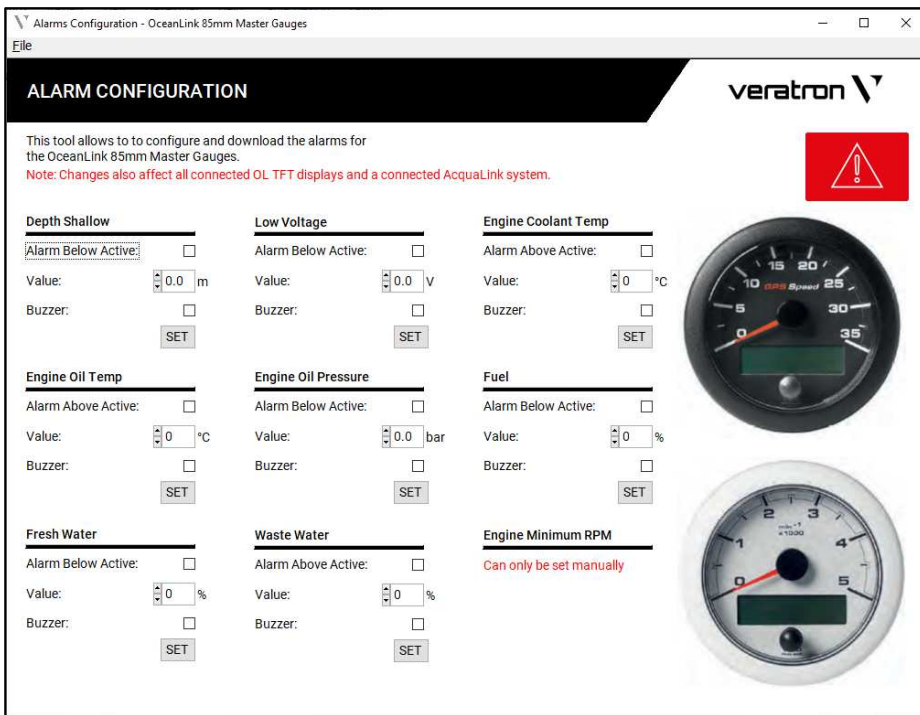 Alarms Configuration - OceanLink 85mm Master Gauges
File
ALARM CONFIGURATION
veratron
This tool allows to to configure and download the alarms for
the OceanLink 85mm Master Gauges.
Note: Changes also affect all connected OL TFT displays and a connected AcquaLink system.
Depth Shallow
Alarm Below Active:
Value: 0.0 m
Buzzer:
SET
Low Voltage
Alarm Below Active:
Value: 0.0 V
Buzzer:
SET
Engine Coolant Temp
Alarm Above Active:
Value: 0 °C
Buzzer:
SET
Engine Oil Temp
Alarm Above Active:
Value: 0 °C
Buzzer:
SET
Engine Oil Pressure
Alarm Below Active:
Value: 0.0 bar
Buzzer:
SET
Fuel
Alarm Below Active:
Value: 0 %
Buzzer:
SET
Fresh Water
Alarm Below Active:
Value: 0 %
Buzzer:
SET
Waste Water
Alarm Above Active:
Value: 0 %
Buzzer:
SET
Engine Minimum RPM
Can only be set manually
0 5 10 15 20 25 30 35
GPS Speed
0 1 2 3 4 5
x1000